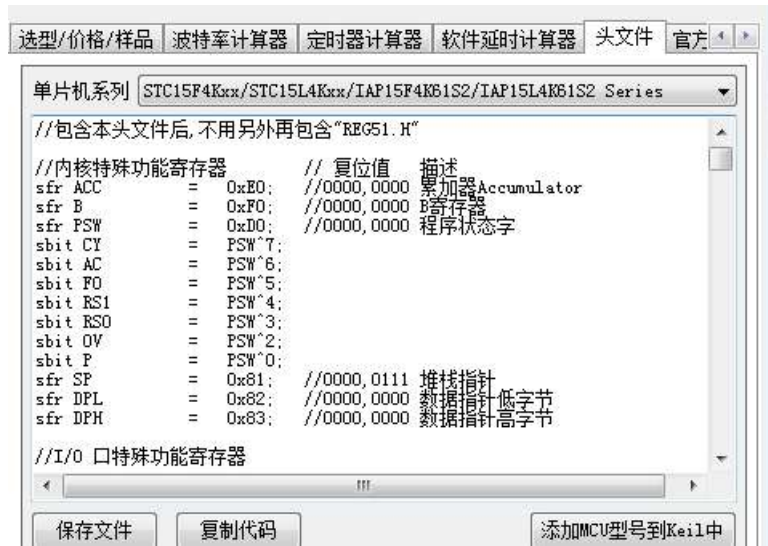 选型/价格/样品 波特率计算器 定时器计算器 软件延时计算器 头文件 官方
单片机系列 STC15F4Kxx/STC15L4Kxx/IAP15F4K61S2/IAP15L4K61S2 Series
//包含本头文件后,不用另外再包含"REG51.H"
//内核特殊功能寄存器 // 复位值 描述
sfr ACC = 0xE0; //0000,0000 累加器Accumulator
sfr B = 0xF0; //0000,0000 B寄存器
sfr PSW = 0xD0; //0000,0000 程序状态字
sbit CY = PSW^7;
sbit AC = PSW^6;
sbit F0 = PSW^5;
sbit RS1 = PSW^4;
sbit RS0 = PSW^3;
sbit OV = PSW^2;
sbit P = PSW^0;
sfr SP = 0x81; //0000,0111 堆栈指针
sfr DPL = 0x82; //0000,0000 数据指针低字节
sfr DPH = 0x83; //0000,0000 数据指针高字节
//I/O 口特殊功能寄存器
保存文件 复制代码 添加MCU型号到Keil中